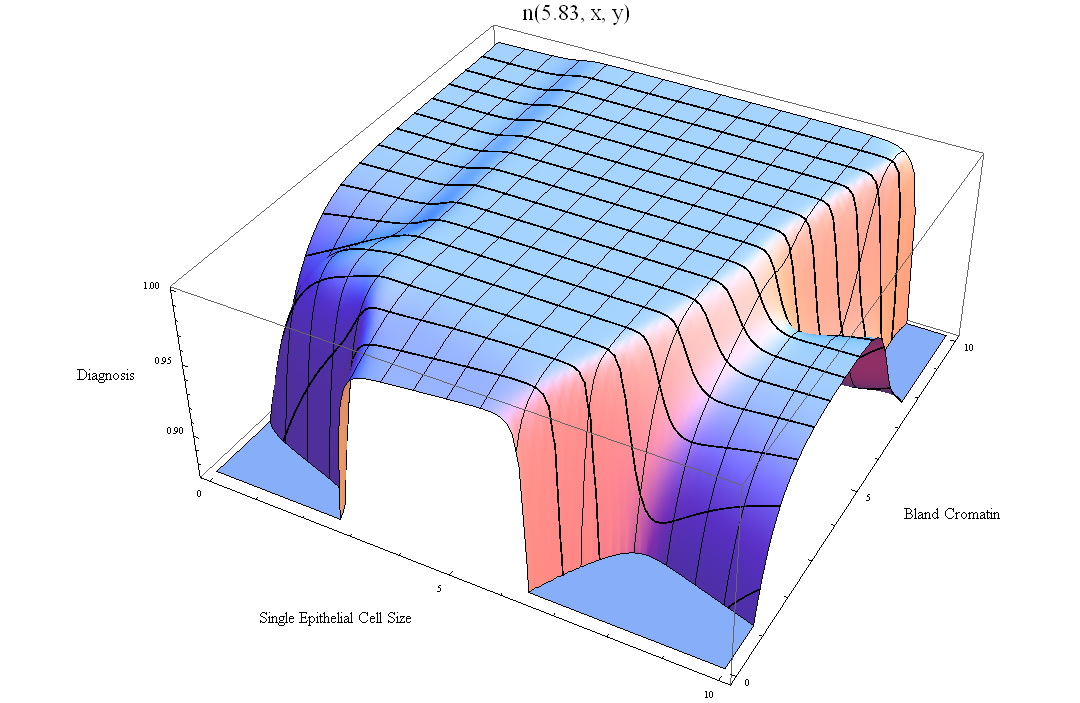 n(5.83, x, y)
1.00
0.95
0.90
Diagnosis
0
5
10
Single Epithelial Cell Size
0
5
10
Bland Cromatin